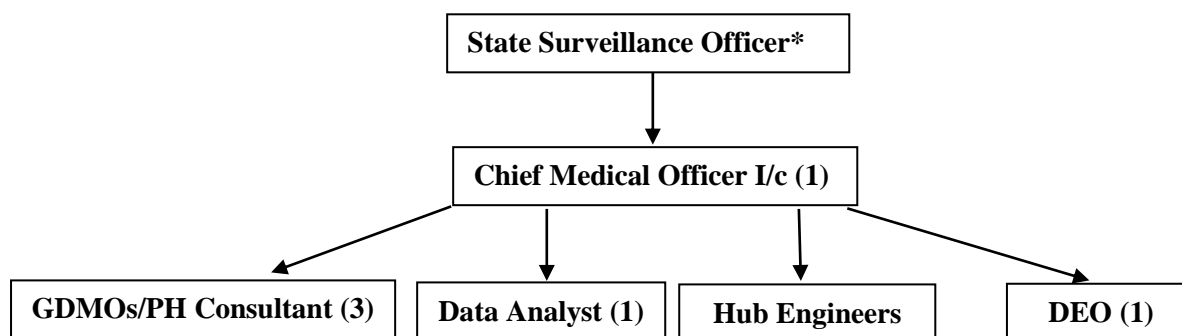 State Surveillance Officer*
Chief Medical Officer I/c (1)
GDMOs/PH Consultant (3)
Data Analyst (1)
Hub Engineers
DEO (1)